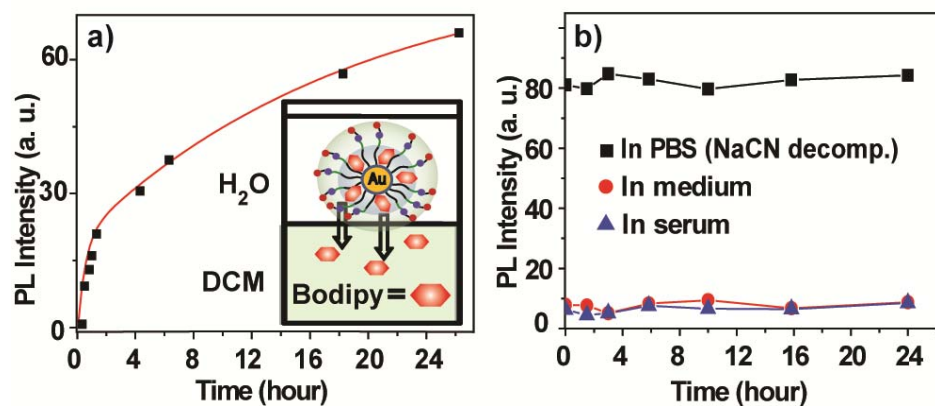 a)
PL Intensity (a. u.)
60
30
0
H₂O
Au
DCM
Bodipy =
0 4 8 12 16 20 24
Time (hour)
b)
PL Intensity (a. u.)
100
80
60
40
20
0
In PBS (NaCN decomp.)
In medium
In serum
0 4 8 12 16 20 24
Time (hour)